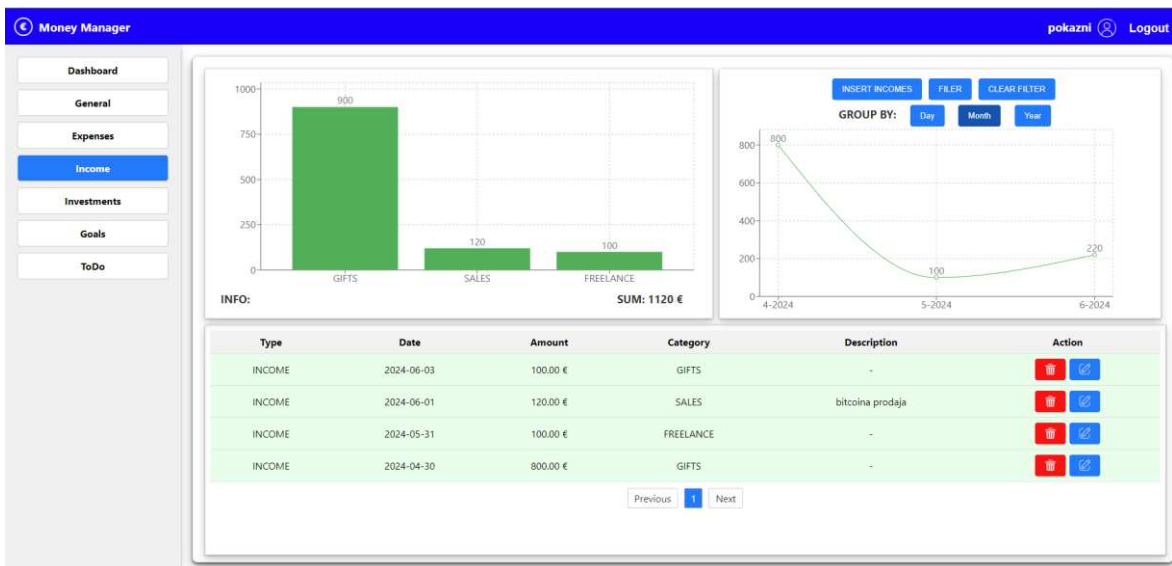 € Money Manager
pokazni Logout
Dashboard
General
Expenses
Income
Investments
Goals
ToDo
1000
750
500
250
0
900
120
100
GIFTS SALES FREELANCE
INFO: SUM: 1120 €
INSERT INCOMES FILER CLEAR FILTER
GROUP BY: Day Month Year
800
600
400
200
0
800
100
220
4-2024 5-2024 6-2024
Type Date Amount Category Description Action
INCOME 2024-06-03 100.00 € GIFTS -
INCOME 2024-06-01 120.00 € SALES bitcoina prodaja
INCOME 2024-05-31 100.00 € FREELANCE -
INCOME 2024-04-30 800.00 € GIFTS -
Previous 1 Next